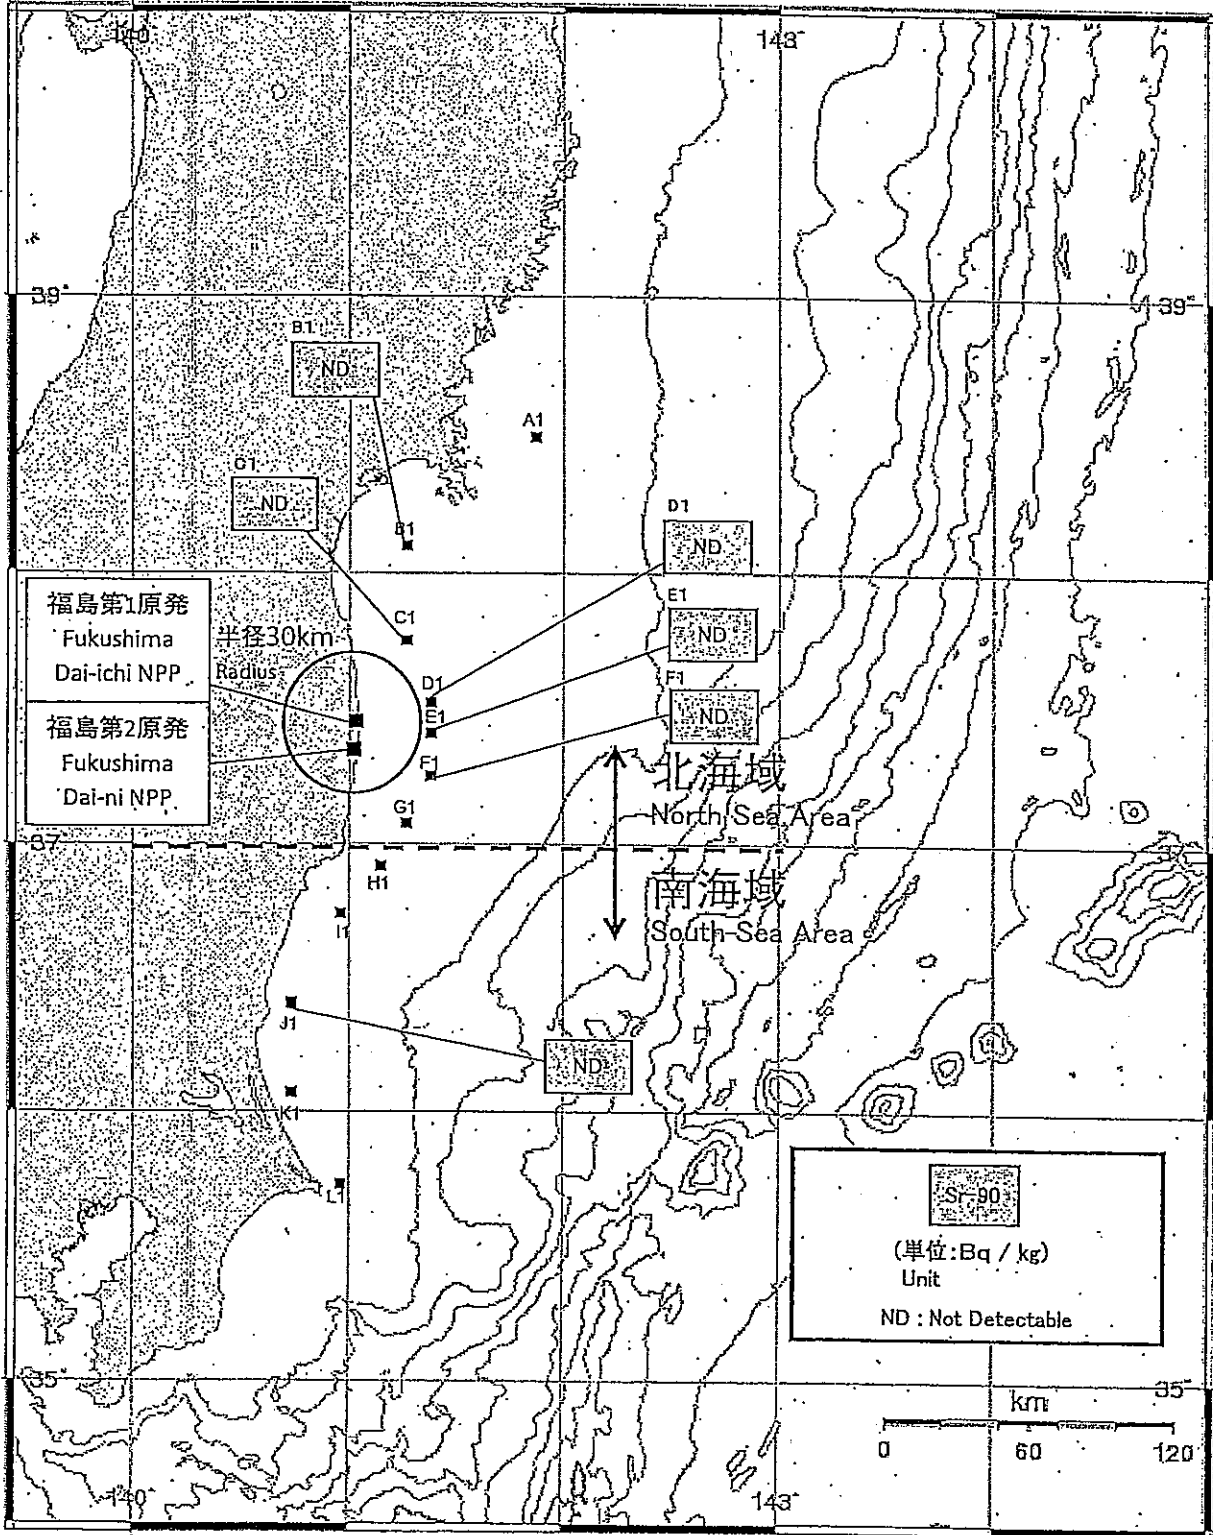 140°
143°
39°
39°
B1
ND
A1
C1
ND
B1
D1
ND
E1
ND
C1
福島第1原発
Fukushima
Dai-ichi NPP
半径30km
Radius
D1
E1
F1
ND
福島第2原発
Fukushima
Dai-ni NPP
F1
北海域
North Sea Area
G1
37°
H1
南海域
South Sea Area
I1
J1
ND
K1
L1
Sr-90
(単位:Bq / kg)
Unit
ND : Not Detectable
35°
35°
km
0 60 120
140°
143°